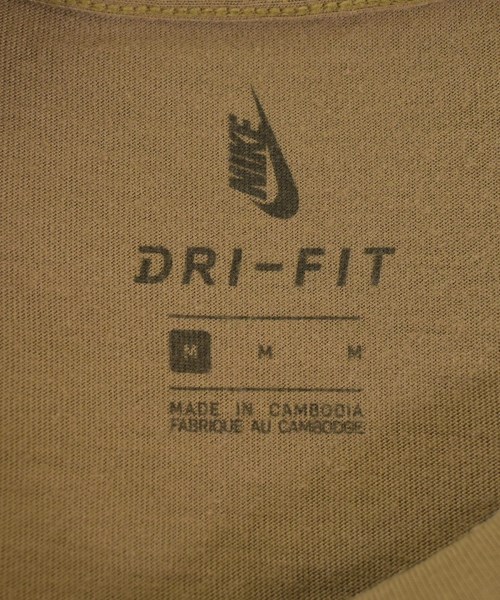 NIKE
DRI-FIT
M M M
MADE IN CAMBODIA
FABRIQUE AU CAMBODGE